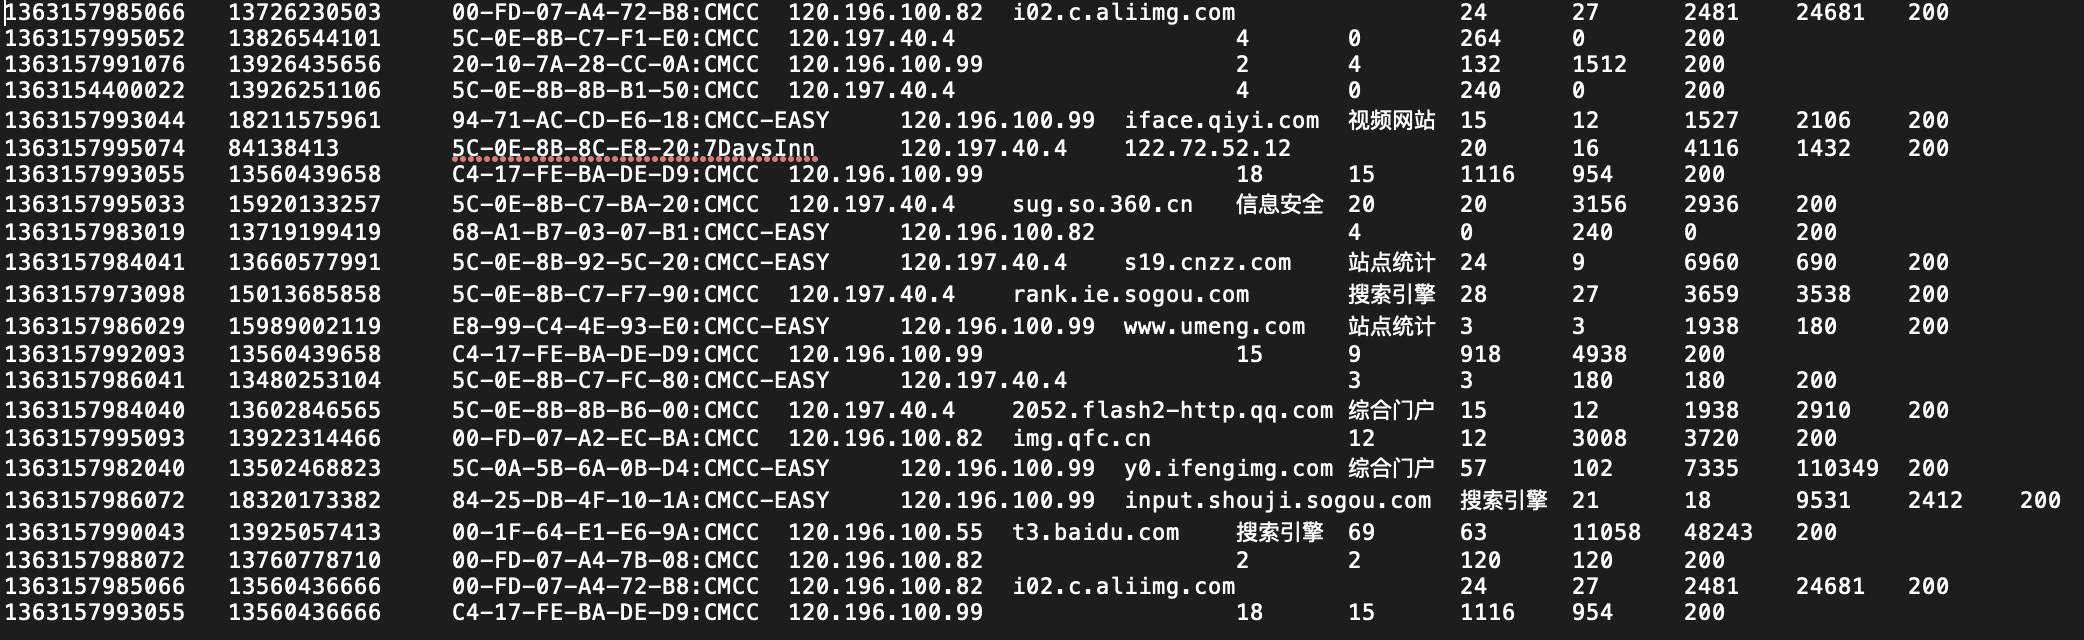 1363157985066 13726230503 00-FD-07-A4-72-B8:CMCC 120.196.100.82 i02.c.aliimg.com 24 27 2481 24681 200
1363157995052 13826544101 5C-0E-8B-C7-F1-E0:CMCC 120.197.40.4 4 0 264 0 200
1363157991076 13926435656 20-10-7A-28-CC-0A:CMCC 120.196.100.99 2 4 132 1512 200
1363154400022 13926251106 5C-0E-8B-8B-B1-50:CMCC 120.197.40.4 4 0 240 0 200
1363157993044 18211575961 94-71-AC-CD-E6-18:CMCC-EASY 120.196.100.99 iface.qiyi.com 视频网站 15 12 1527 2106 200
1363157995074 84138413 5C-0E-8B-8C-E8-20:7DaysInn 120.197.40.4 122.72.52.12 20 16 4116 1432 200
1363157993055 13560439658 C4-17-FE-BA-DE-D9:CMCC 120.196.100.99 18 15 1116 954 200
1363157995033 15920133257 5C-0E-8B-C7-BA-20:CMCC 120.197.40.4 sug.so.360.cn 信息安全 20 20 3156 2936 200
1363157983019 13719199419 68-A1-B7-03-07-B1:CMCC-EASY 120.196.100.82 4 0 240 0 200
1363157984041 13660577991 5C-0E-8B-92-5C-20:CMCC-EASY 120.197.40.4 s19.cnzz.com 站点统计 24 9 6960 690 200
1363157973098 15013685858 5C-0E-8B-C7-F7-90:CMCC 120.197.40.4 rank.ie.sogou.com 搜索引擎 28 27 3659 3538 200
1363157986029 15989002119 E8-99-C4-4E-93-E0:CMCC-EASY 120.196.100.99 www.umeng.com 站点统计 3 3 1938 180 200
1363157992093 13560439658 C4-17-FE-BA-DE-D9:CMCC 120.196.100.99 15 9 918 4938 200
1363157986041 13480253104 5C-0E-8B-C7-FC-80:CMCC-EASY 120.197.40.4 3 3 180 180 200
1363157984040 13602846565 5C-0E-8B-8B-B6-00:CMCC 120.197.40.4 2052.flash2-http.qq.com 综合门户 15 12 1938 2910 200
1363157995093 13922314466 00-FD-07-A2-EC-BA:CMCC 120.196.100.82 img.qfc.cn 12 12 3008 3720 200
1363157982040 13502468823 5C-0A-5B-6A-0B-D4:CMCC-EASY 120.196.100.99 y0.ifengimg.com 综合门户 57 102 7335 110349 200
1363157986072 18320173382 84-25-DB-4F-10-1A:CMCC-EASY 120.196.100.99 input.shouji.sogou.com 搜索引擎 21 18 9531 2412 200
1363157990043 13925057413 00-1F-64-E1-E6-9A:CMCC 120.196.100.55 t3.baidu.com 搜索引擎 69 63 11058 48243 200
1363157988072 13760778710 00-FD-07-A4-7B-08:CMCC 120.196.100.82 2 2 120 120 200
1363157985066 13560436666 00-FD-07-A4-72-B8:CMCC 120.196.100.82 i02.c.aliimg.com 24 27 2481 24681 200
1363157993055 13560436666 C4-17-FE-BA-DE-D9:CMCC 120.196.100.99 18 15 1116 954 200